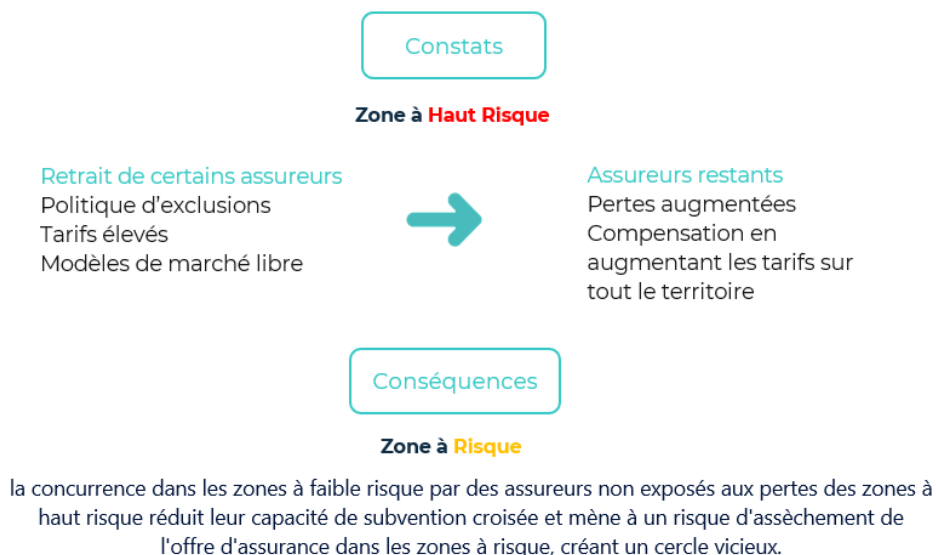 Constats
Zone à Haut Risque
Retrait de certains assureurs
Politique d'exclusions
Tarifs élevés
Modèles de marché libre
Assureurs restants
Pertes augmentées
Compensation en
augmentant les tarifs sur
tout le territoire
Conséquences
Zone à Risque
la concurrence dans les zones à faible risque par des assureurs non exposés aux pertes des zones à
haut risque réduit leur capacité de subvention croisée et mène à un risque d'assèchement de
l'offre d'assurance dans les zones à risque, créant un cercle vicieux.